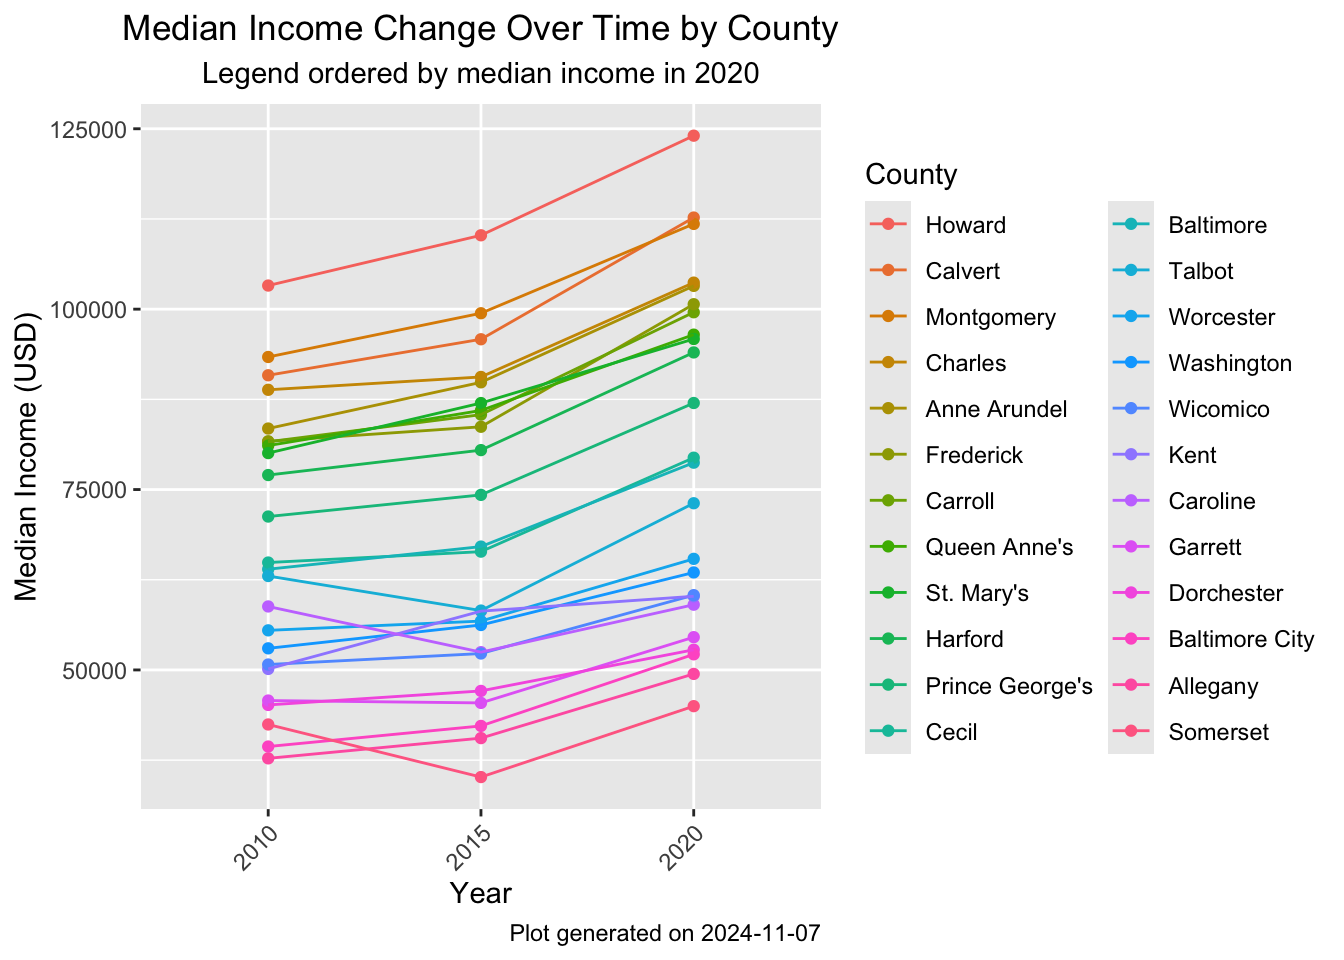 Median Income Change Over Time by County
Legend ordered by median income in 2020
125000
100000
75000
50000
Median Income (USD)
2010
2015
2020
Year
Plot generated on 2024-11-07
County
Howard
Calvert
Montgomery
Charles
Anne Arundel
Frederick
Carroll
Queen Anne's
St. Mary's
Harford
Prince George's
Cecil
Baltimore
Talbot
Worcester
Washington
Wicomico
Kent
Caroline
Garrett
Dorchester
Baltimore City
Allegany
Somerset